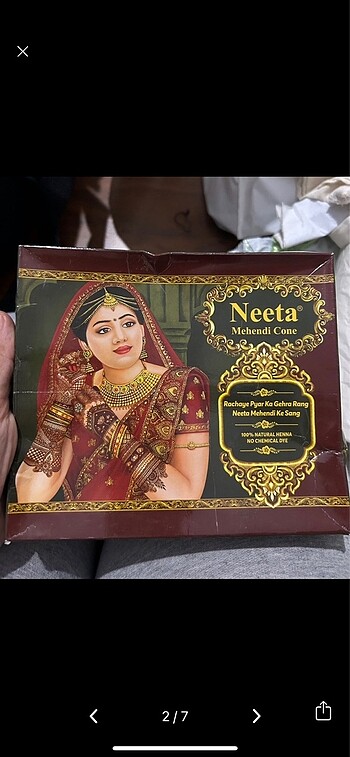 Neeta®
Mehendi Cone
Rachaye Pyar Ka Gehra Rang
Neeta Mehendi Ke Sang
100% NATURAL HENNA
NO CHEMICAL DYE
2/7